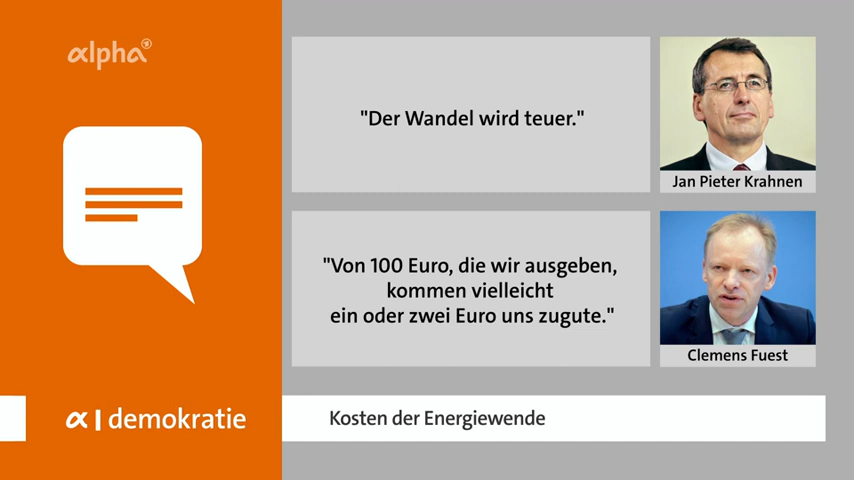 alpha
"Der Wandel wird teuer."
Jan Pieter Krahnen
"Von 100 Euro, die wir ausgeben,
kommen vielleicht
ein oder zwei Euro uns zugute."
Clemens Fuest
α | demokratie
Kosten der Energiewende